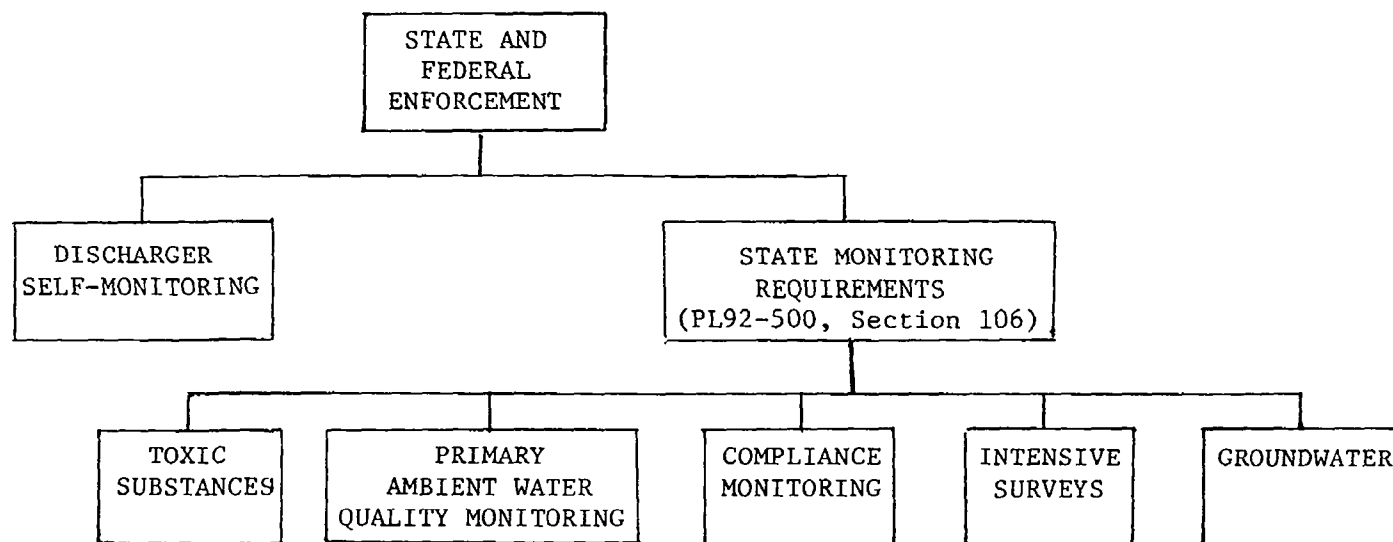 STATE AND
FEDERAL
ENFORCEMENT
DISCHARGER
SELF-MONITORING
STATE MONITORING
REQUIREMENTS
(PL92-500, Section 106)
TOXIC
SUBSTANCES
PRIMARY
AMBIENT WATER
QUALITY MONITORING
COMPLIANCE
MONITORING
INTENSIVE
SURVEYS
GROUNDWATER